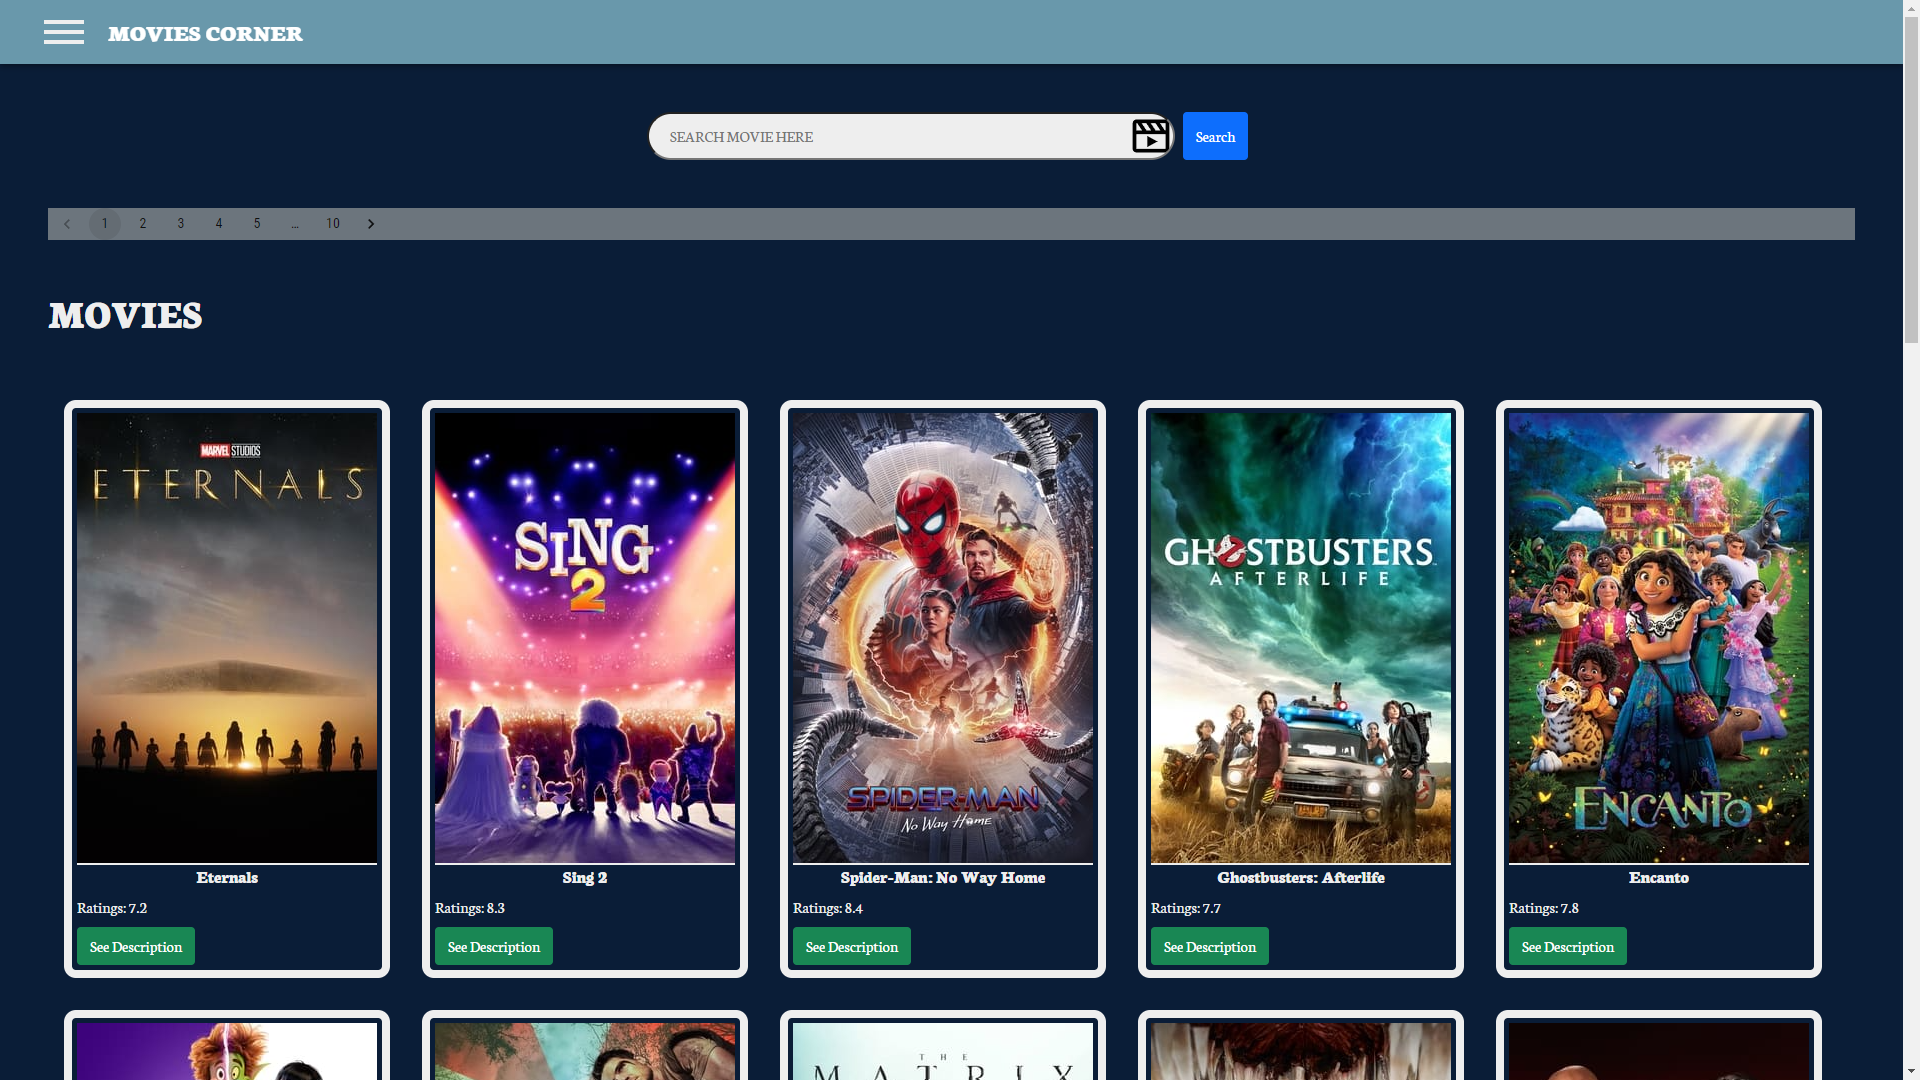 MOVIES CORNER
SEARCH MOVIE HERE
Search
1 2 3 4 5 … 10
MOVIES
MARVEL STUDIOS
ETERNALS
SING
2
SPIDER-MAN
No Way Home
GHOSTBUSTERS
AFTERLIFE
ENCANTO
Eternals
Sing 2
Spider-Man: No Way Home
Ghostbusters: Afterlife
Encanto
Ratings: 7.2
Ratings: 8.3
Ratings: 8.4
Ratings: 7.7
Ratings: 7.8
See Description
See Description
See Description
See Description
See Description
THE
MATRIX